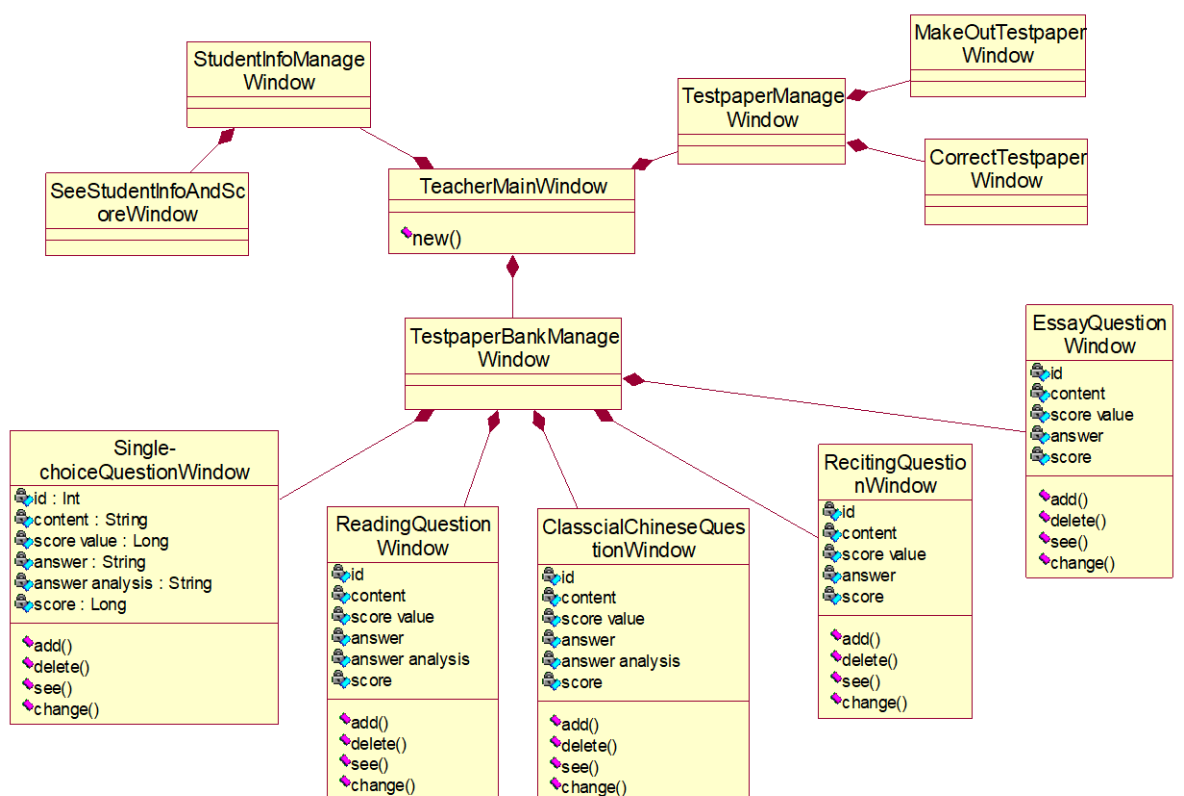 StudentInfoManage
Window
SeeStudentInfoAndSc
oreWindow
TeacherMainWindow
new()
TestpaperManage
Window
MakeOutTestpaper
Window
CorrectTestpaper
Window
TestpaperBankManage
Window
Single-
choiceQuestionWindow
id : Int
content : String
score value : Long
answer : String
answer analysis : String
score : Long
add()
delete()
see()
change()
ReadingQuestion
Window
id
content
score value
answer
answer analysis
score
add()
delete()
see()
change()
ClasscialChineseQues
tionWindow
id
content
score value
answer
answer analysis
score
add()
delete()
see()
change()
RecitingQuestio
nWindow
id
content
score value
answer
score
add()
delete()
see()
change()
EssayQuestion
Window
id
content
score value
answer
score
add()
delete()
see()
change()